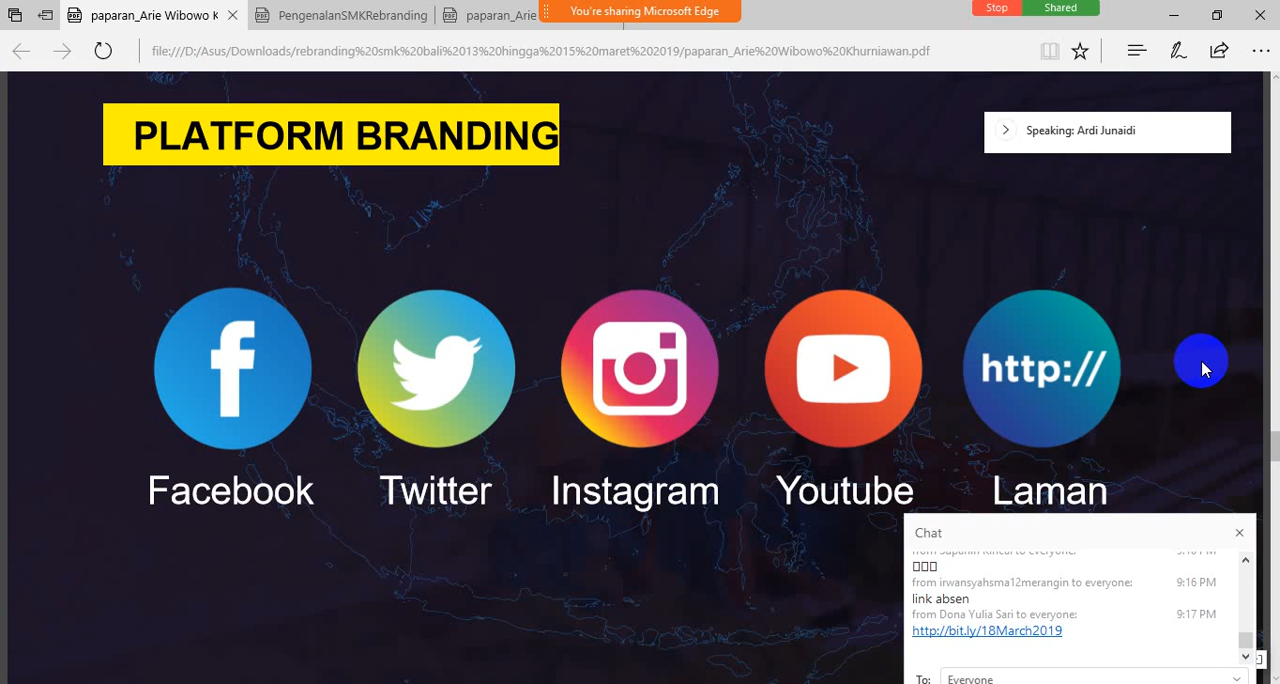 paparan_Arie Wibowo K
PengenalanSMKRebranding
paparan_Arie
You're sharing Microsoft Edge
Stop
Shared
file:///D:/Asus/Downloads/rebranding%20smk%20bali%2013%20hingga%2015%20maret%202019/paparan_Arie%20Wibowo%20Khurniawan.pdf
PLATFORM BRANDING
Speaking: Ardi Junaidi
http://
Facebook
Twitter
Instagram
Youtube
Laman
Chat
to everyone:
from irwansyahsma12merangin to everyone: 9:16 PM
link absen
from Dona Yulia Sari to everyone: 9:17 PM
http://bit.ly/18March2019
To: Everyone